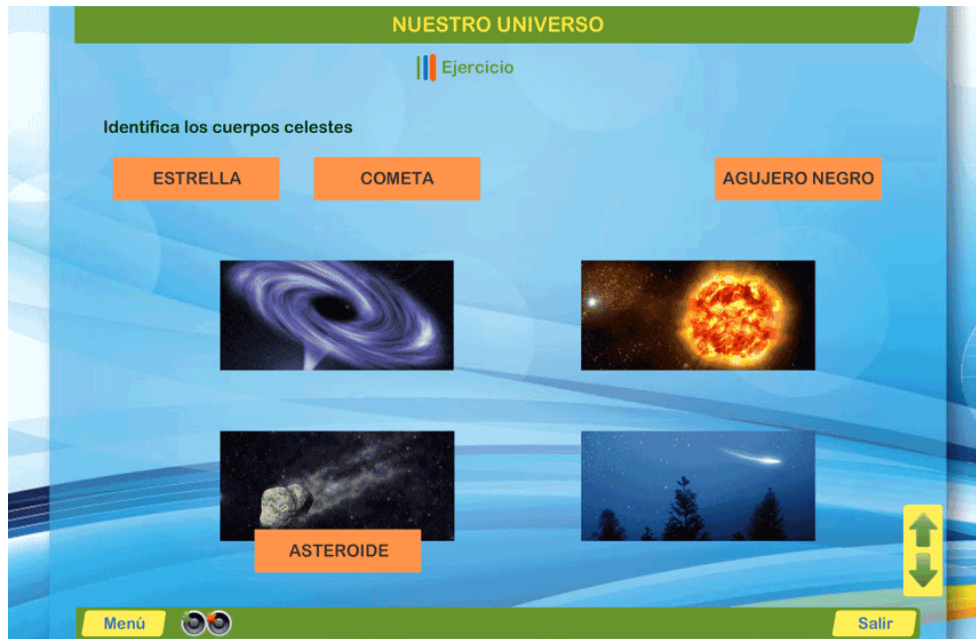 NUESTRO UNIVERSO
Ejercicio
Identifica los cuerpos celestes
ESTRELLA
COMETA
AGUJERO NEGRO
ASTEROIDE
Menú
Salir